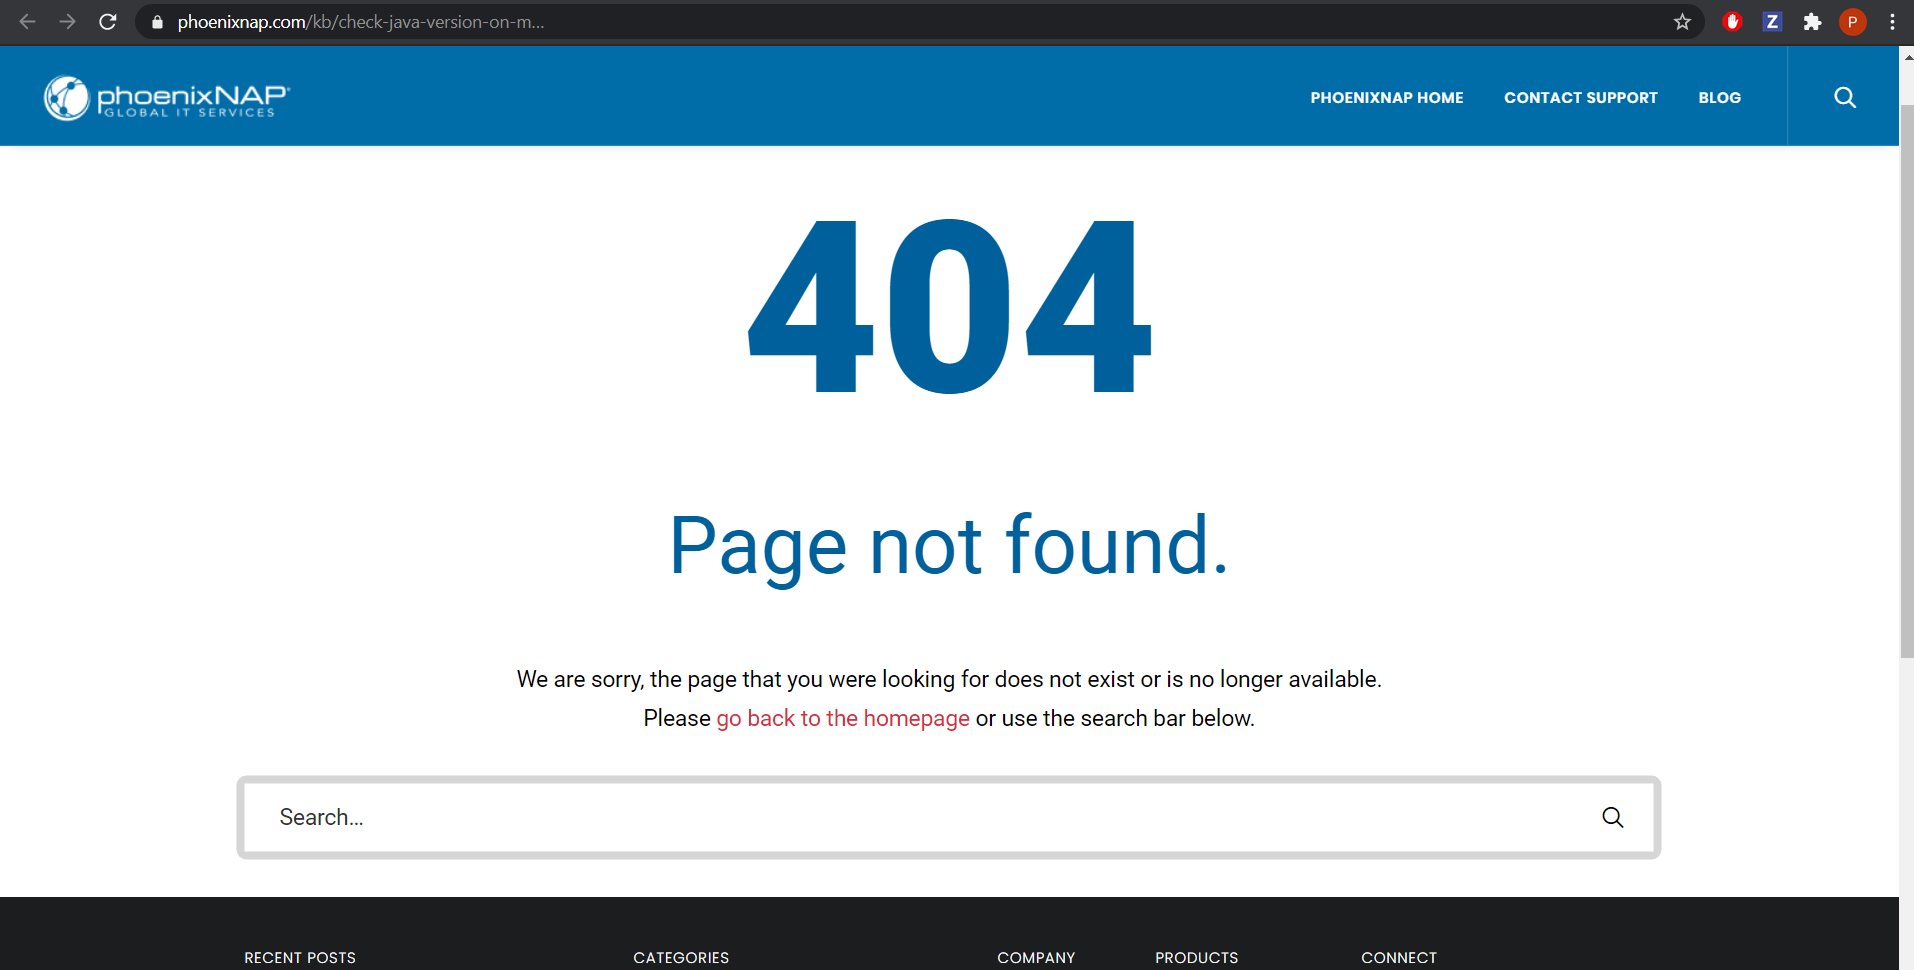 phoenixnap.com/kb/check-java-version-on-m...
Z
P
phoenixNAP
GLOBAL IT SERVICES
PHOENIXNAP HOME
CONTACT SUPPORT
BLOG
404
Page not found.
We are sorry, the page that you were looking for does not exist or is no longer available.
Please go back to the homepage or use the search bar below.
Search...
RECENT POSTS
CATEGORIES
COMPANY
PRODUCTS
CONNECT